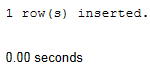 1 row(s) inserted.
0.00 seconds